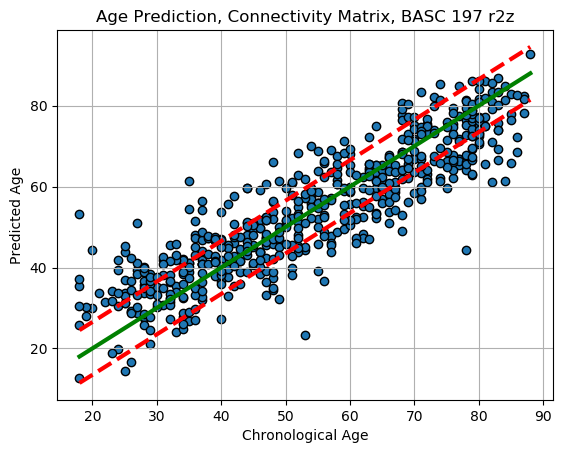 Age Prediction, Connectivity Matrix, BASC 197 r2z
80
60
40
20
Predicted Age
20 30 40 50 60 70 80 90
Chronological Age